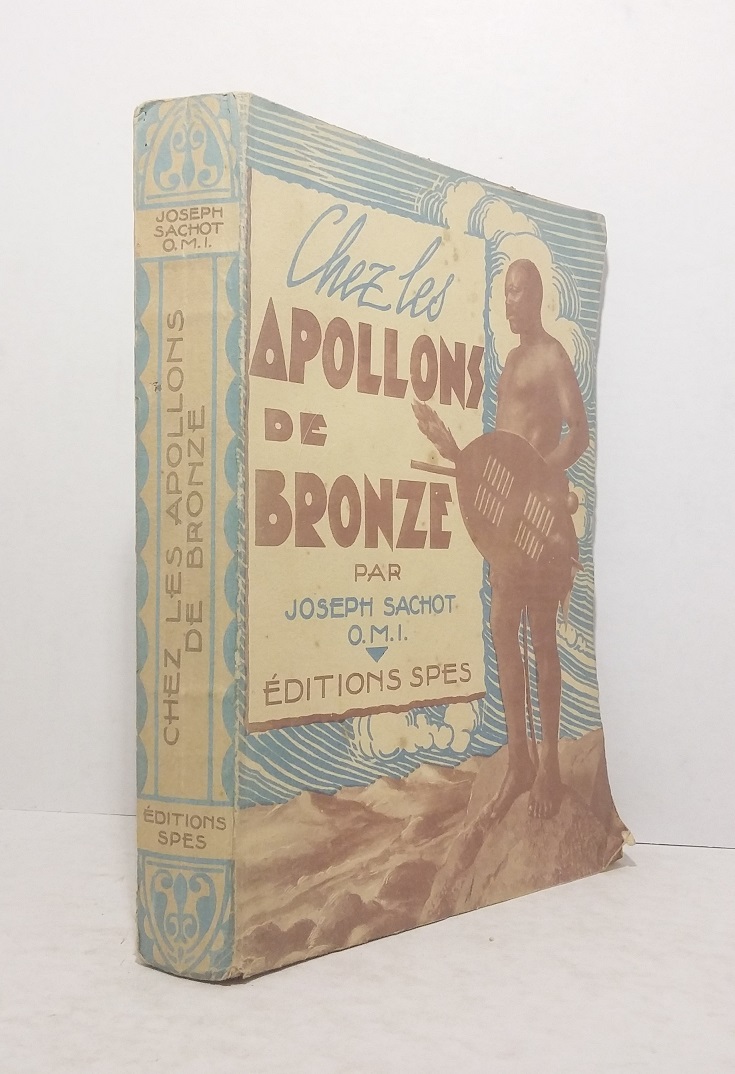 JOSEPH
SACHOT
O.M.I.
CHEZ LES APOLLONS
DE BRONZE
ÉDITIONS
SPES
Chez les
APOLLONS
DE
BRONZE
PAR
JOSEPH SACHOT
O.M.I.
ÉDITIONS SPES